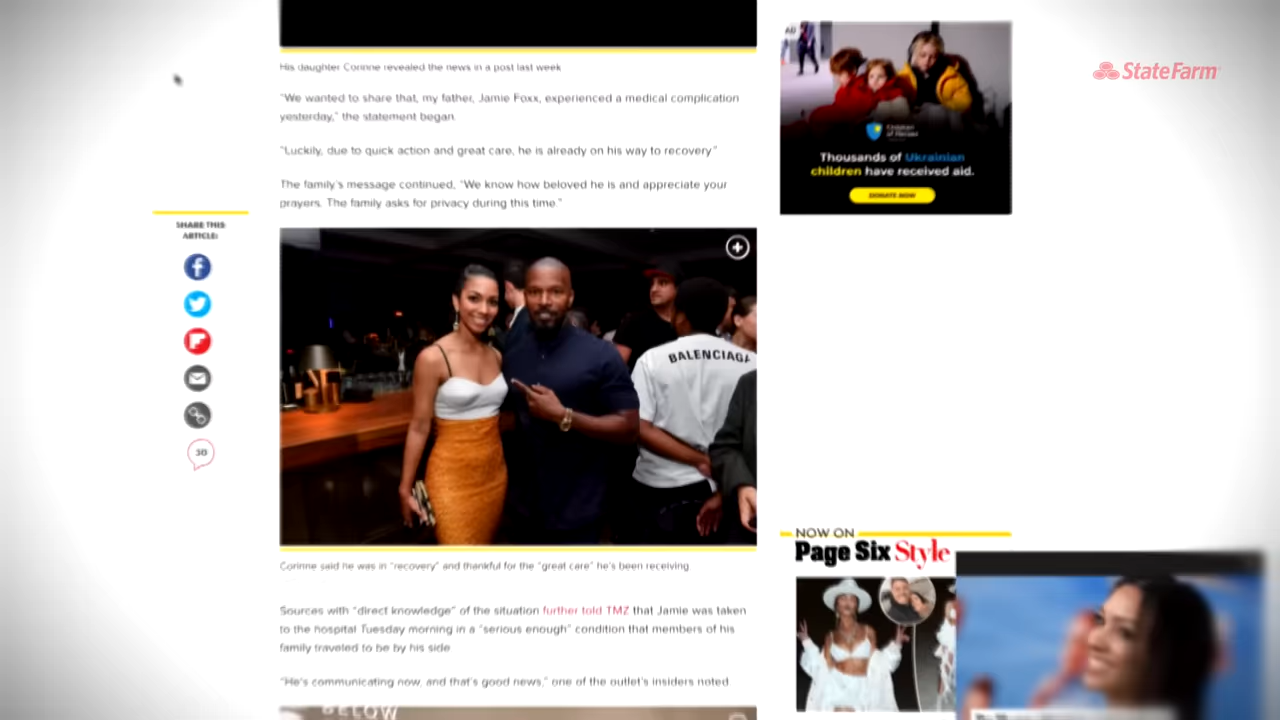 His daughter Corinne revealed the news in a post last week
"We wanted to share that, my father, Jamie Foxx, experienced a medical complication
yesterday," the statement began.
"Luckily, due to quick action and great care, he is already on his way to recovery"
The family's message continued, "We know how beloved he is and appreciate your
prayers. The family asks for privacy during this time."
SHARE THIS
ARTICLE:
30
BALENCIAGA
Corinne said he was in "recovery" and thankful for the "great care" he's been receiving
Sources with "direct knowledge" of the situation further told TMZ that Jamie was taken
to the hospital Tuesday morning in a "serious enough" condition that members of his
family traveled to be by his side
"He's communicating now, and that's good news," one of the outlet's insiders noted
BELOW
AD
Thousands of Ukrainian
children have received aid.
DONATE NOW
StateFarm
NOW ON
Page Six Style